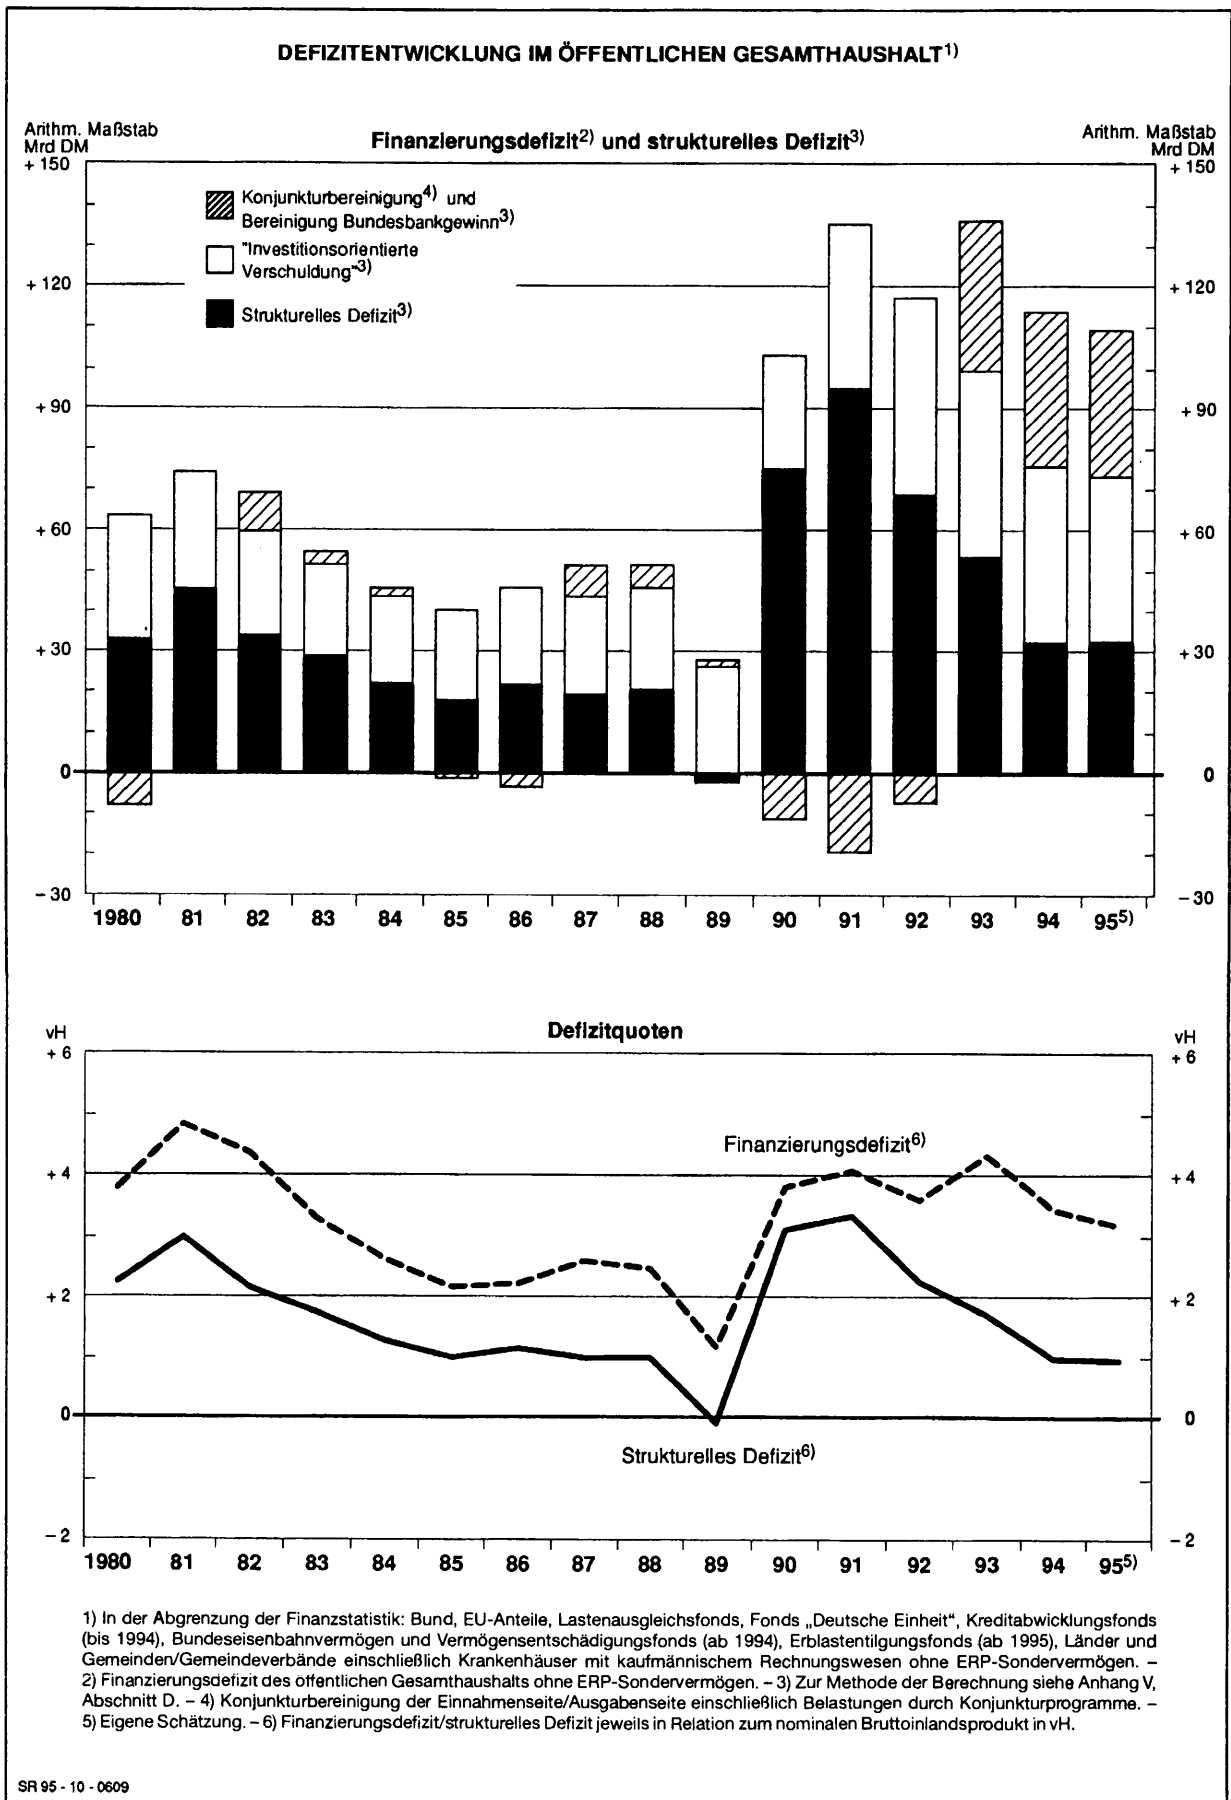 DEFIZITENTWICKLUNG IM ÖFFENTLICHEN GESAMTHAUSHALT1)
Arithm. Maßstab
Mrd DM
Finanzierungsdefizit2) und strukturelles Defizit3)
Arithm. Maßstab
Mrd DM
+ 150
+ 150
Konjunkturbereinigung4) und
Bereinigung Bundesbankgewinn3)
"Investitionsorientierte
Verschuldung"3)
+ 120
+ 120
Strukturelles Defizit3)
+ 90
+ 90
+ 60
+ 60
+ 30
+ 30
0
0
– 30
– 30
1980 81 82 83 84 85 86 87 88 89 90 91 92 93 94 955)
vH
Defizitquoten
vH
+ 6
+ 6
Finanzierungsdefizit6)
+ 4
+ 4
+ 2
+ 2
0
0
Strukturelles Defizit6)
– 2
– 2
1980 81 82 83 84 85 86 87 88 89 90 91 92 93 94 955)
1) In der Abgrenzung der Finanzstatistik: Bund, EU-Anteile, Lastenausgleichsfonds, Fonds „Deutsche Einheit“, Kreditabwicklungsfonds
(bis 1994), Bundeseisenbahnvermögen und Vermögensentschädigungsfonds (ab 1994), Erblastentilgungsfonds (ab 1995), Länder und
Gemeinden/Gemeindeverbände einschließlich Krankenhäuser mit kaufmännischem Rechnungswesen ohne ERP-Sondervermögen. –
2) Finanzierungsdefizit des öffentlichen Gesamthaushalts ohne ERP-Sondervermögen. – 3) Zur Methode der Berechnung siehe Anhang V,
Abschnitt D. – 4) Konjunkturbereinigung der Einnahmenseite/Ausgabenseite einschließlich Belastungen durch Konjunkturprogramme. –
5) Eigene Schätzung. – 6) Finanzierungsdefizit/strukturelles Defizit jeweils in Relation zum nominalen Bruttoinlandsprodukt in vH.
SR 95 - 10 - 0609